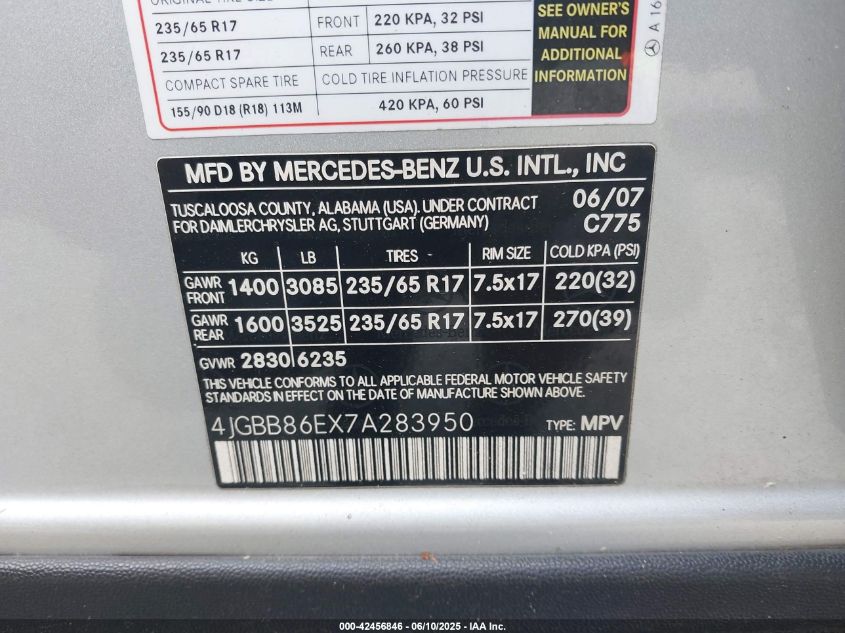 235/65 R17 FRONT 220 KPA, 32 PSI
235/65 R17 REAR 260 KPA, 38 PSI
COMPACT SPARE TIRE COLD TIRE INFLATION PRESSURE
155/90 D18 (R18) 113M 420 KPA, 60 PSI
SEE OWNER'S
MANUAL FOR
ADDITIONAL
INFORMATION
A 16
MFD BY MERCEDES-BENZ U.S. INTL., INC
TUSCALOOSA COUNTY, ALABAMA (USA). UNDER CONTRACT 06/07
FOR DAIMLERCHRYSLER AG, STUTTGART (GERMANY) C775
KG LB TIRES RIM SIZE COLD KPA (PSI)
GAWR FRONT 1400 3085 235/65 R17 7.5x17 220(32)
GAWR REAR 1600 3525 235/65 R17 7.5x17 270(39)
GVWR 2830 6235
THIS VEHICLE CONFORMS TO ALL APPLICABLE FEDERAL MOTOR VEHICLE SAFETY
STANDARDS IN EFFECT ON THE DATE OF MANUFACTURE SHOWN ABOVE.
4JGBB86EX7A283950 TYPE: MPV
000-42456846 - 06/10/2025 - IAA Inc.